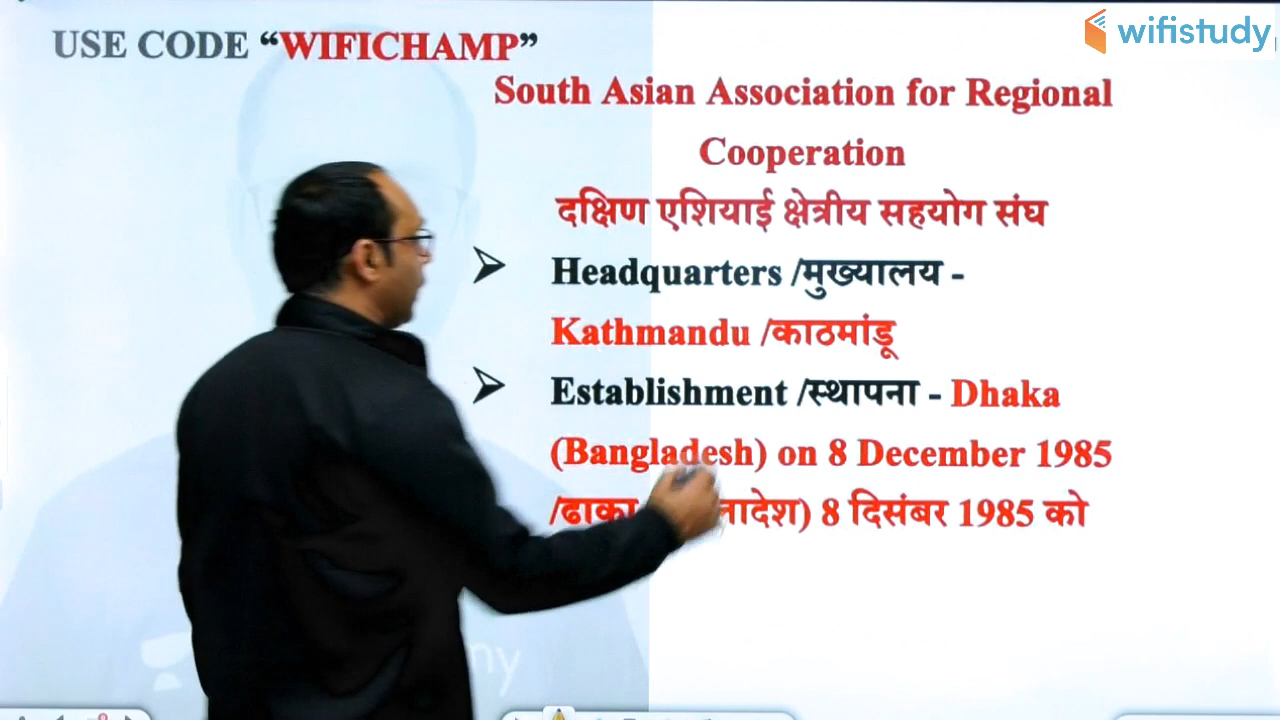 USE CODE “WIFICHAMP”
wifistudy
South Asian Association for Regional
Cooperation
दक्षिण एशियाई क्षेत्रीय सहयोग संघ
Headquarters /मुख्यालय -
Kathmandu /काठमांडू
Establishment /स्थापना - Dhaka
(Bangladesh) on 8 December 1985
/ढाका 8 दिसंबर 1985 को